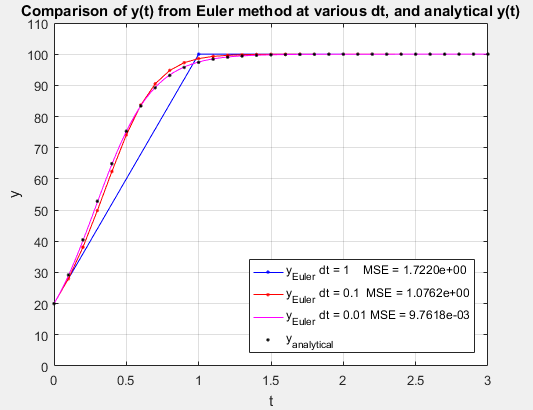 Comparison of y(t) from Euler method at various dt, and analytical y(t)
110
100
90
80
70
60
50
40
30
20
10
0
y
0
0.5
1
1.5
2
2.5
3
t
yEuler dt = 1 MSE = 1.7220e+00
yEuler dt = 0.1 MSE = 1.0762e+00
yEuler dt = 0.01 MSE = 9.7618e-03
yanalytical